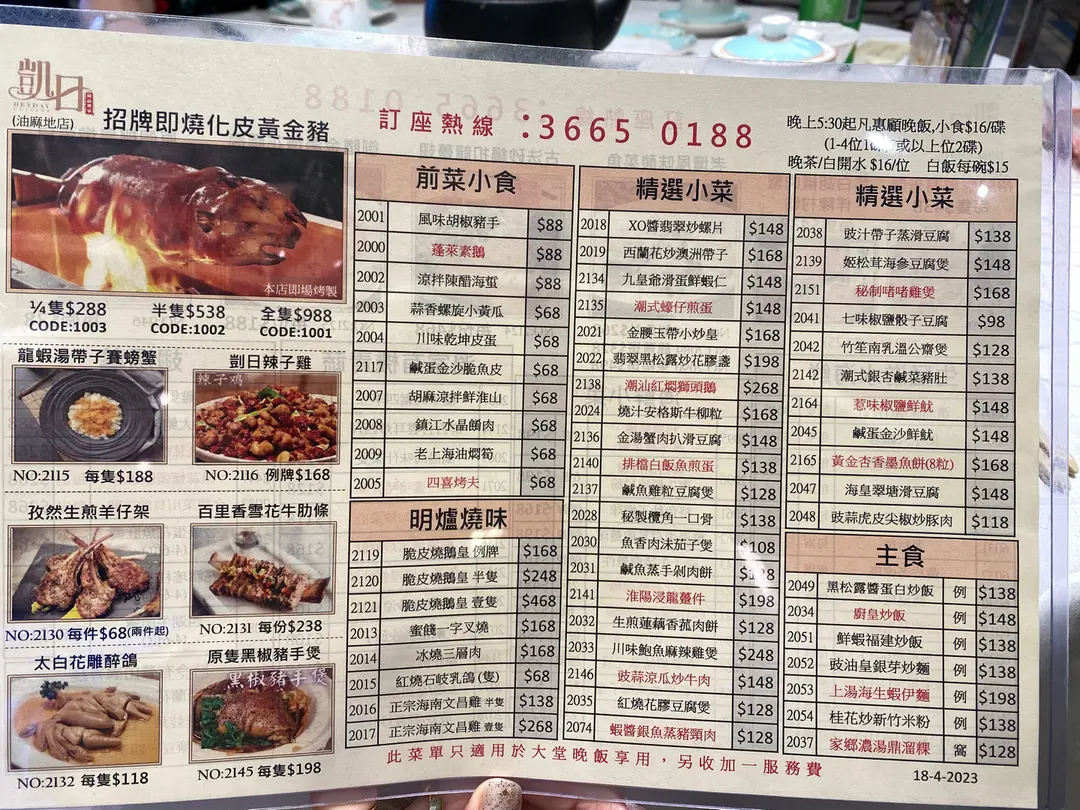 凱日
HEYDAY
(油麻地店)
招牌即燒化皮黃金豬
訂座熱線：3665 0188
晚上5:30起凡惠顧晚飯,小食$16/碟
(1-4位1碟 或以上位2碟)
晚茶/白開水 $16/位 白飯每碗$15
本店即場烤製
1/4隻$288 半隻$538 全隻$988
CODE:1003 CODE:1002 CODE:1001
龍蝦湯帶子賽螃蟹
NO:2115 每隻$188
剴日辣子雞
辣子鸡
NO:2116 例牌$168
孜然生煎羊仔架
NO:2130 每件$68(兩件起)
百里香雪花牛肋條
NO:2131 每份$238
太白花雕醉鴿
NO:2132 每隻$118
原隻黑椒豬手煲
黑椒豬手煲
NO:2145 每隻$198
前菜小食
2001 風味胡椒豬手 $88
2000 蓬萊素鵝 $88
2002 涼拌陳醋海蜇 $88
2003 蒜香螺旋小黃瓜 $68
2004 川味乾坤皮蛋 $68
2117 鹹蛋金沙脆魚皮 $68
2007 胡麻涼拌鮮淮山 $68
2008 鎮江水晶餚肉 $68
2009 老上海油燜筍 $68
2005 四喜烤夫 $68
明爐燒味
2119 脆皮燒鵝皇 例牌 $168
2120 脆皮燒鵝皇 半隻 $248
2121 脆皮燒鵝皇 壹隻 $468
2013 蜜餞一字叉燒 $168
2014 冰燒三層肉 $168
2015 紅燒石岐乳鴿 (隻) $68
2016 正宗海南文昌雞 半隻 $138
2017 正宗海南文昌雞 壹隻 $268
精選小菜
2018 XO醬翡翠炒螺片 $148
2019 西蘭花炒澳洲帶子 $168
2134 九皇爺滑蛋鮮蝦仁 $148
2135 潮式蠔仔煎蛋 $148
2021 金腰玉帶小炒皇 $168
2022 翡翠黑松露炒花膠盞 $198
2138 潮汕紅燜獅頭鵝 $268
2024 燒汁安格斯牛柳粒 $168
2136 金湯蟹肉扒滑豆腐 $148
2140 排檔白飯魚煎蛋 $138
2137 鹹魚雞粒豆腐煲 $128
2028 秘製欖角一口骨 $138
2030 魚香肉沬茄子煲 $108
2031 鹹魚蒸手剁肉餅
2141 淮陽浸龍躉件 $198
2032 生煎蓮藕香菰肉餅 $128
2033 川味鮑魚麻辣雞煲 $248
2146 豉蒜涼瓜炒牛肉 $148
2035 紅燒花膠豆腐煲 $128
2074 蝦醬銀魚蒸豬頸肉 $128
精選小菜
2038 豉汁帶子蒸滑豆腐 $138
2139 姬松茸海參豆腐煲 $148
2151 秘制啫啫雞煲 $168
2041 七味椒鹽骰子豆腐 $98
2042 竹笙南乳溫公齋煲 $128
2142 潮式銀杏鹹菜豬肚 $138
2164 惹味椒鹽鮮魷 $148
2045 鹹蛋金沙鮮魷 $148
2165 黃金杏香墨魚餅(8粒) $168
2047 海皇翠塘滑豆腐 $148
2048 豉蒜虎皮尖椒炒豚肉 $118
主食
2049 黑松露醬蛋白炒飯 例 $138
2034 廚皇炒飯 例 $148
2051 鮮蝦福建炒飯 例 $138
2052 豉油皇銀芽炒麵 例 $138
2053 上湯海生蝦伊麵 例 $198
2054 桂花炒新竹米粉 例 $138
2037 家鄉濃湯鼎溜粿 窩 $128
此菜單只適用於大堂晚飯享用，另收加一服務費
18-4-2023